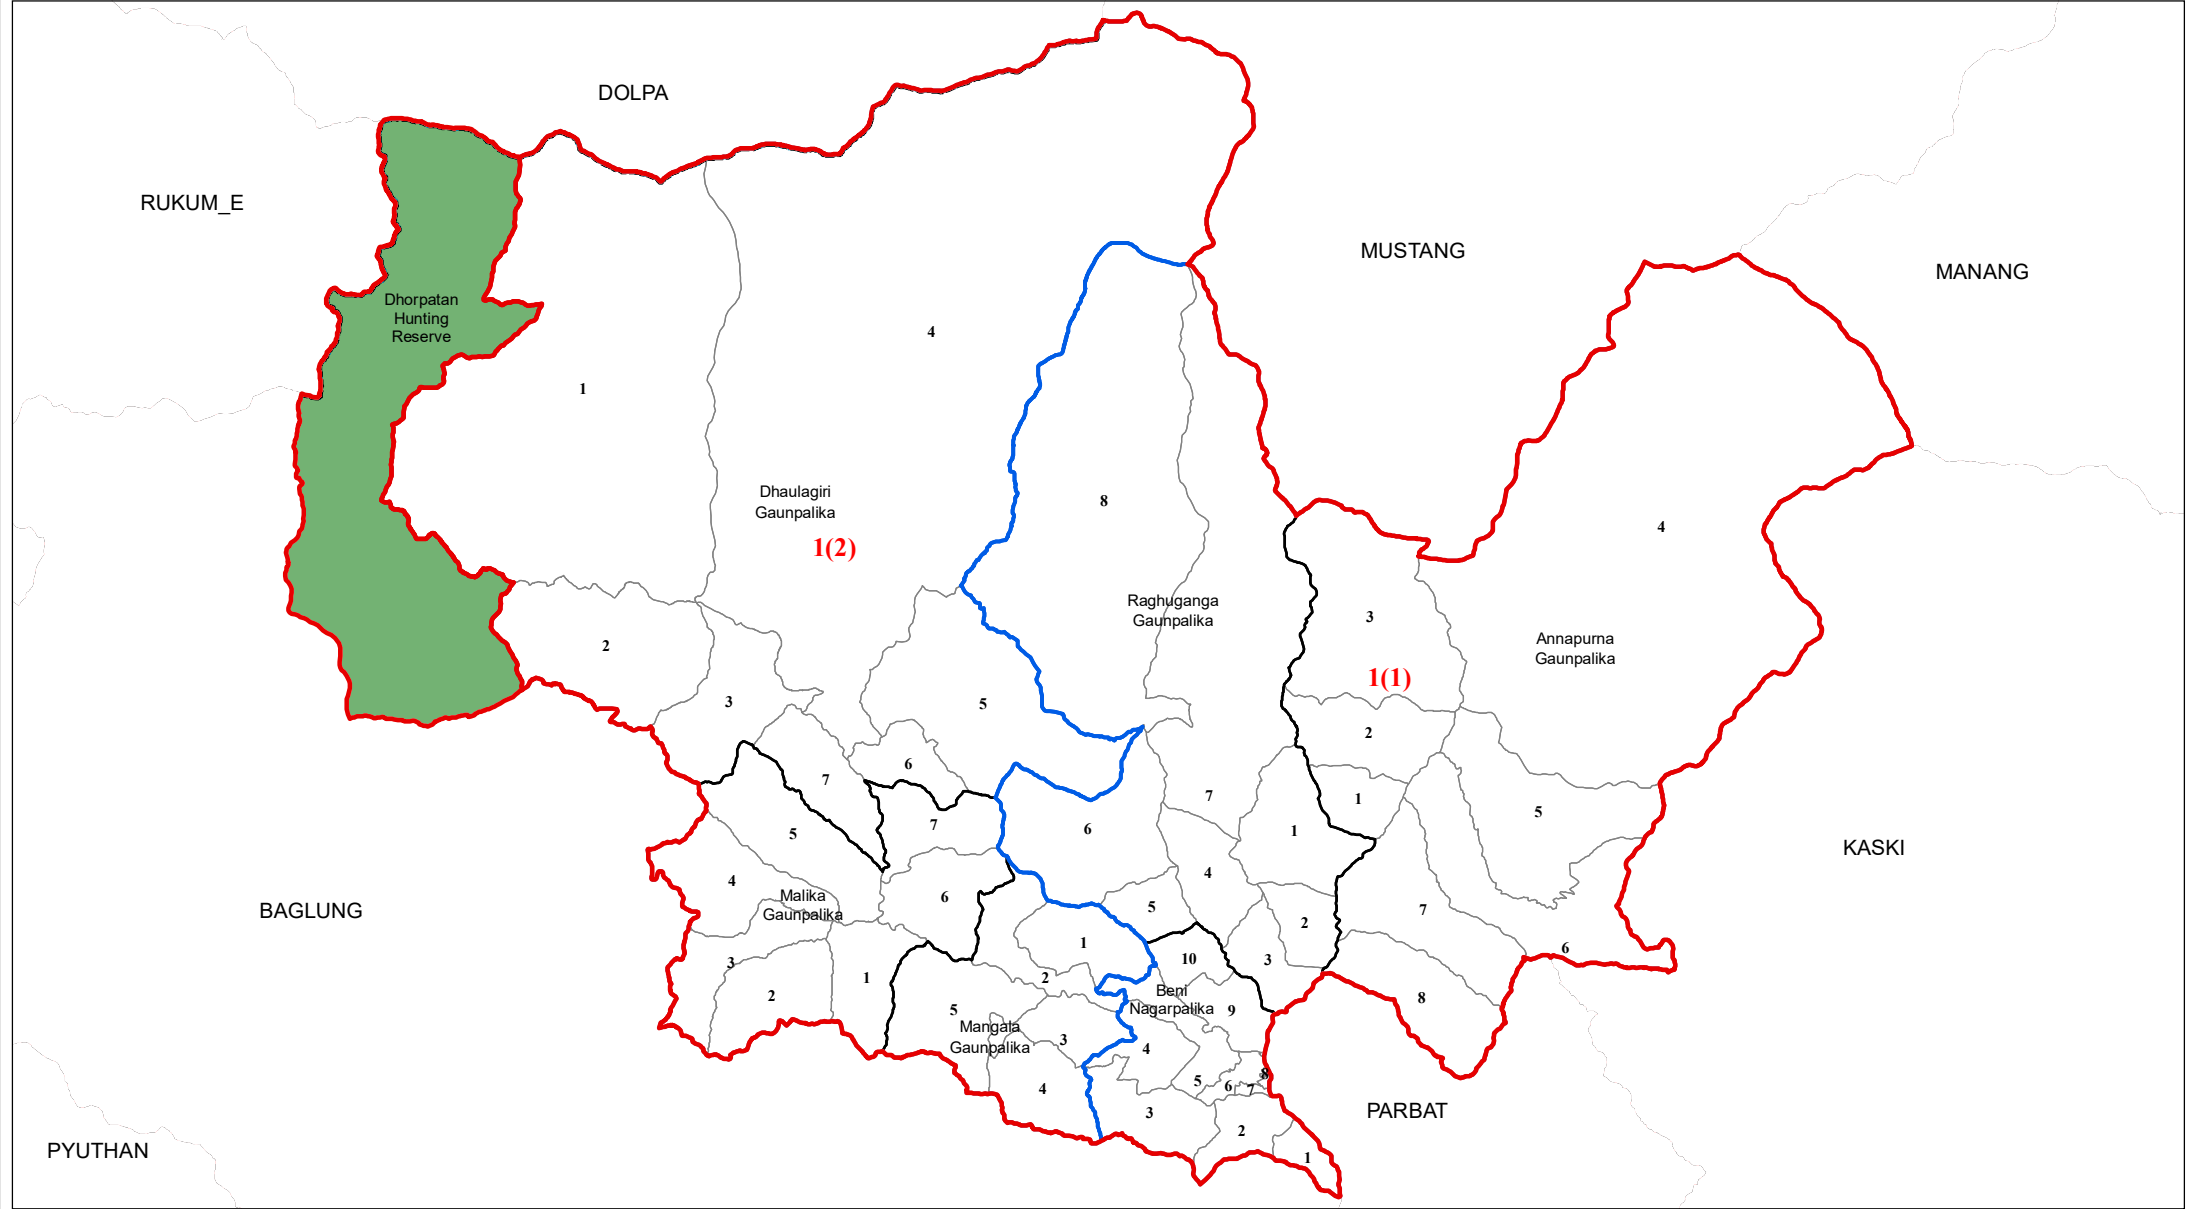 DOLPA
RUKUM_E
MUSTANG
MANANG
Dhorpatan
Hunting
Reserve
4
1
Dhaulagiri
Gaunpalika
1(2)
8
4
Raghuganga
Gaunpalika
3
Annapurna
Gaunpalika
1(1)
2
3
5
2
6
7
7
1
5
5
7
6
1
KASKI
4
Malika
Gaunpalika
6
4
5
2
7
BAGLUNG
1
10
3
6
3
2
1
2
Beni
Nagarpalika
8
5
Mangala
Gaunpalika
9
3
4
4
5
6
7
8
3
2
1
PARBAT
PYUTHAN